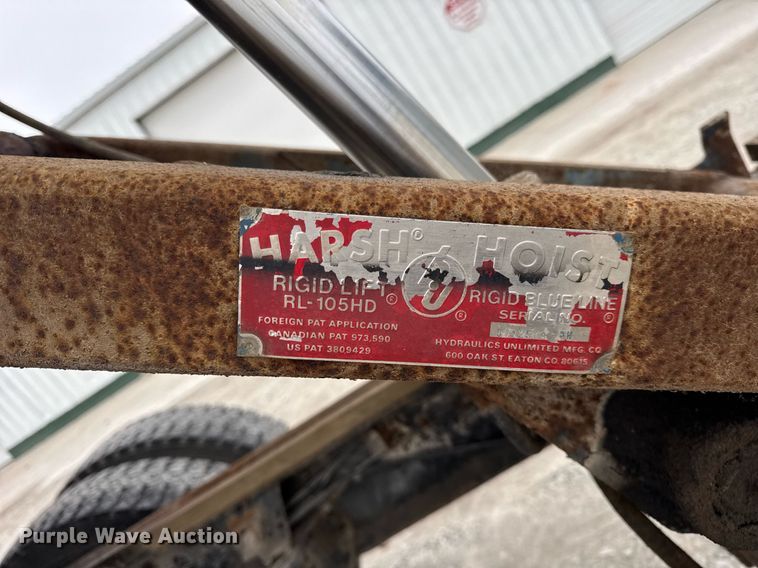 HARSH® HOIST
RIGID LIFT ®
RL-105HD
RIGID BLUE LINE ®
SERIAL NO.
FOREIGN PAT APPLICATION
CANADIAN PAT 973,590
US PAT 3809429
HYDRAULICS UNLIMITED MFG. CO.
600 OAK ST. EATON CO. 80615
Purple Wave Auction